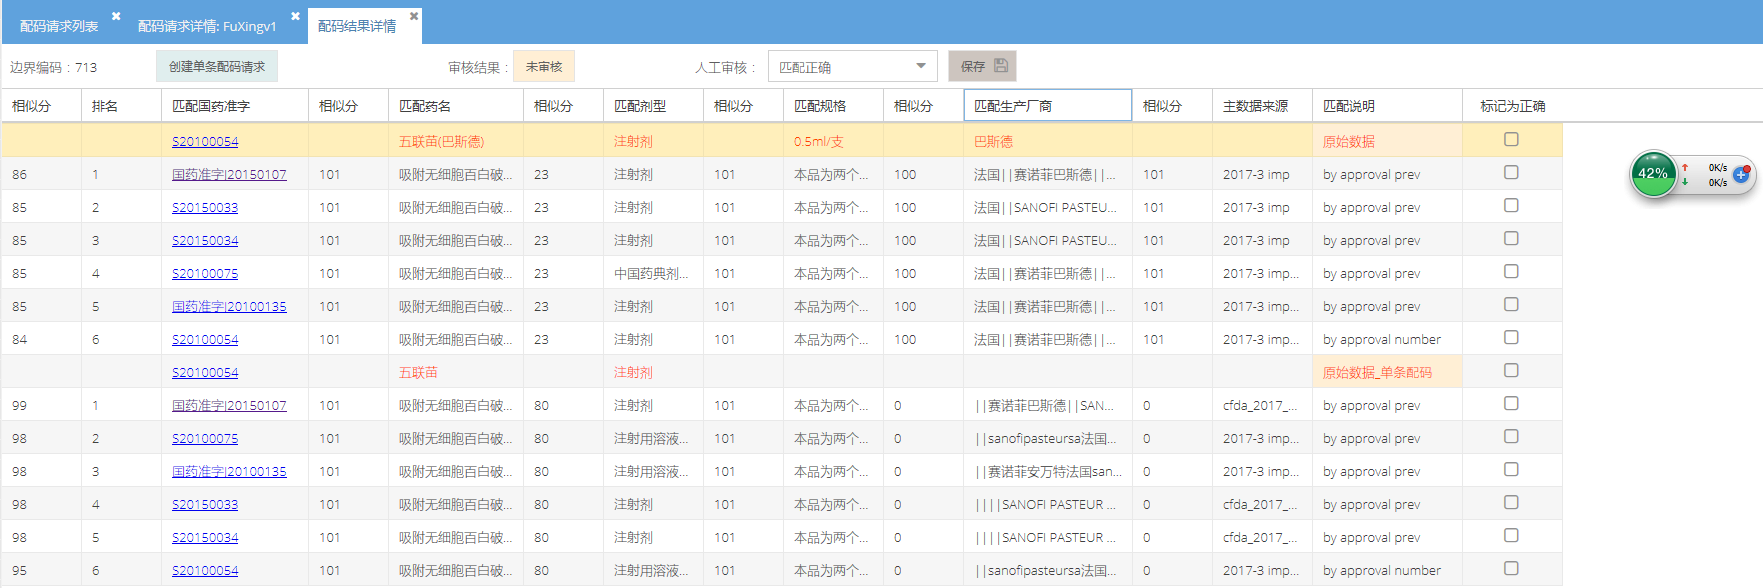 配码请求列表 配码请求详情: FuXingv1 配码结果详情
边界编码：713 创建单条配码请求 审核结果： 未审核 人工审核： 匹配正确 保存
相似分 排名 匹配国药准字 相似分 匹配药名 相似分 匹配剂型 相似分 匹配规格 相似分 匹配生产厂商 相似分 主数据来源 匹配说明 标记为正确
S20100054 五联苗(巴斯德) 注射剂 0.5ml/支 巴斯德 原始数据
86 1 国药准字J20150107 101 吸附无细胞百白破... 23 注射剂 101 本品为两个... 100 法国||赛诺菲巴斯德||... 101 2017-3 imp by approval prev
85 2 S20150033 101 吸附无细胞百白破... 23 注射剂 101 本品为两个... 100 法国||SANOFI PASTEU... 101 2017-3 imp by approval prev
85 3 S20150034 101 吸附无细胞百白破... 23 注射剂 101 本品为两个... 100 法国||SANOFI PASTEU... 101 2017-3 imp by approval prev
85 4 S20100075 101 吸附无细胞百白破... 23 中国药典剂... 101 本品为两个... 100 法国||赛诺菲巴斯德||... 101 2017-3 imp... by approval prev
85 5 国药准字J20100135 101 吸附无细胞百白破... 23 注射剂 101 本品为两个... 100 法国||赛诺菲巴斯德||... 101 2017-3 imp... by approval prev
84 6 S20100054 101 吸附无细胞百白破... 23 注射剂 101 本品为两个... 100 法国||赛诺菲巴斯德||... 101 2017-3 imp... by approval number
S20100054 五联苗 注射剂 原始数据_单条配码
99 1 国药准字J20150107 101 吸附无细胞百白破... 80 注射剂 101 本品为两个... 0 ||赛诺菲巴斯德||SAN... 0 cfda_2017_... by approval prev
98 2 S20100075 101 吸附无细胞百白破... 80 注射用溶液... 101 本品为两个... 0 ||sanofipasteursa法国... 0 2017-3 imp... by approval prev
98 3 国药准字J20100135 101 吸附无细胞百白破... 80 注射用溶液... 101 本品为两个... 0 ||赛诺菲安万特法国san... 0 2017-3 imp... by approval prev
98 4 S20150033 101 吸附无细胞百白破... 80 注射剂 101 本品为两个... 0 ||||SANOFI PASTEUR ... 0 cfda_2017_... by approval prev
98 5 S20150034 101 吸附无细胞百白破... 80 注射剂 101 本品为两个... 0 ||||SANOFI PASTEUR ... 0 cfda_2017_... by approval prev
95 6 S20100054 101 吸附无细胞百白破... 80 注射用溶液... 101 本品为两个... 0 ||sanofipasteursa法国... 0 2017-3 imp... by approval number
42% 0K/s
0K/s